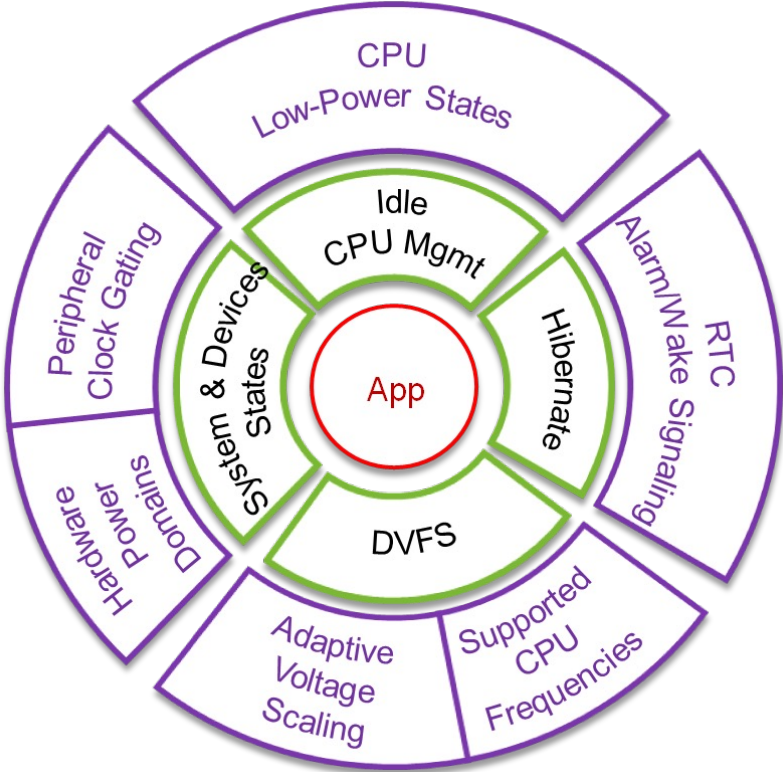 CPU
Low-Power States
Idle
CPU Mgmt
Peripheral
Clock Gating
System & Devices
States
App
Hibernate
RTC
Alarm/Wake Signaling
Hardware
Power
Domains
DVFS
Adaptive
Voltage
Scaling
Supported
CPU
Frequencies